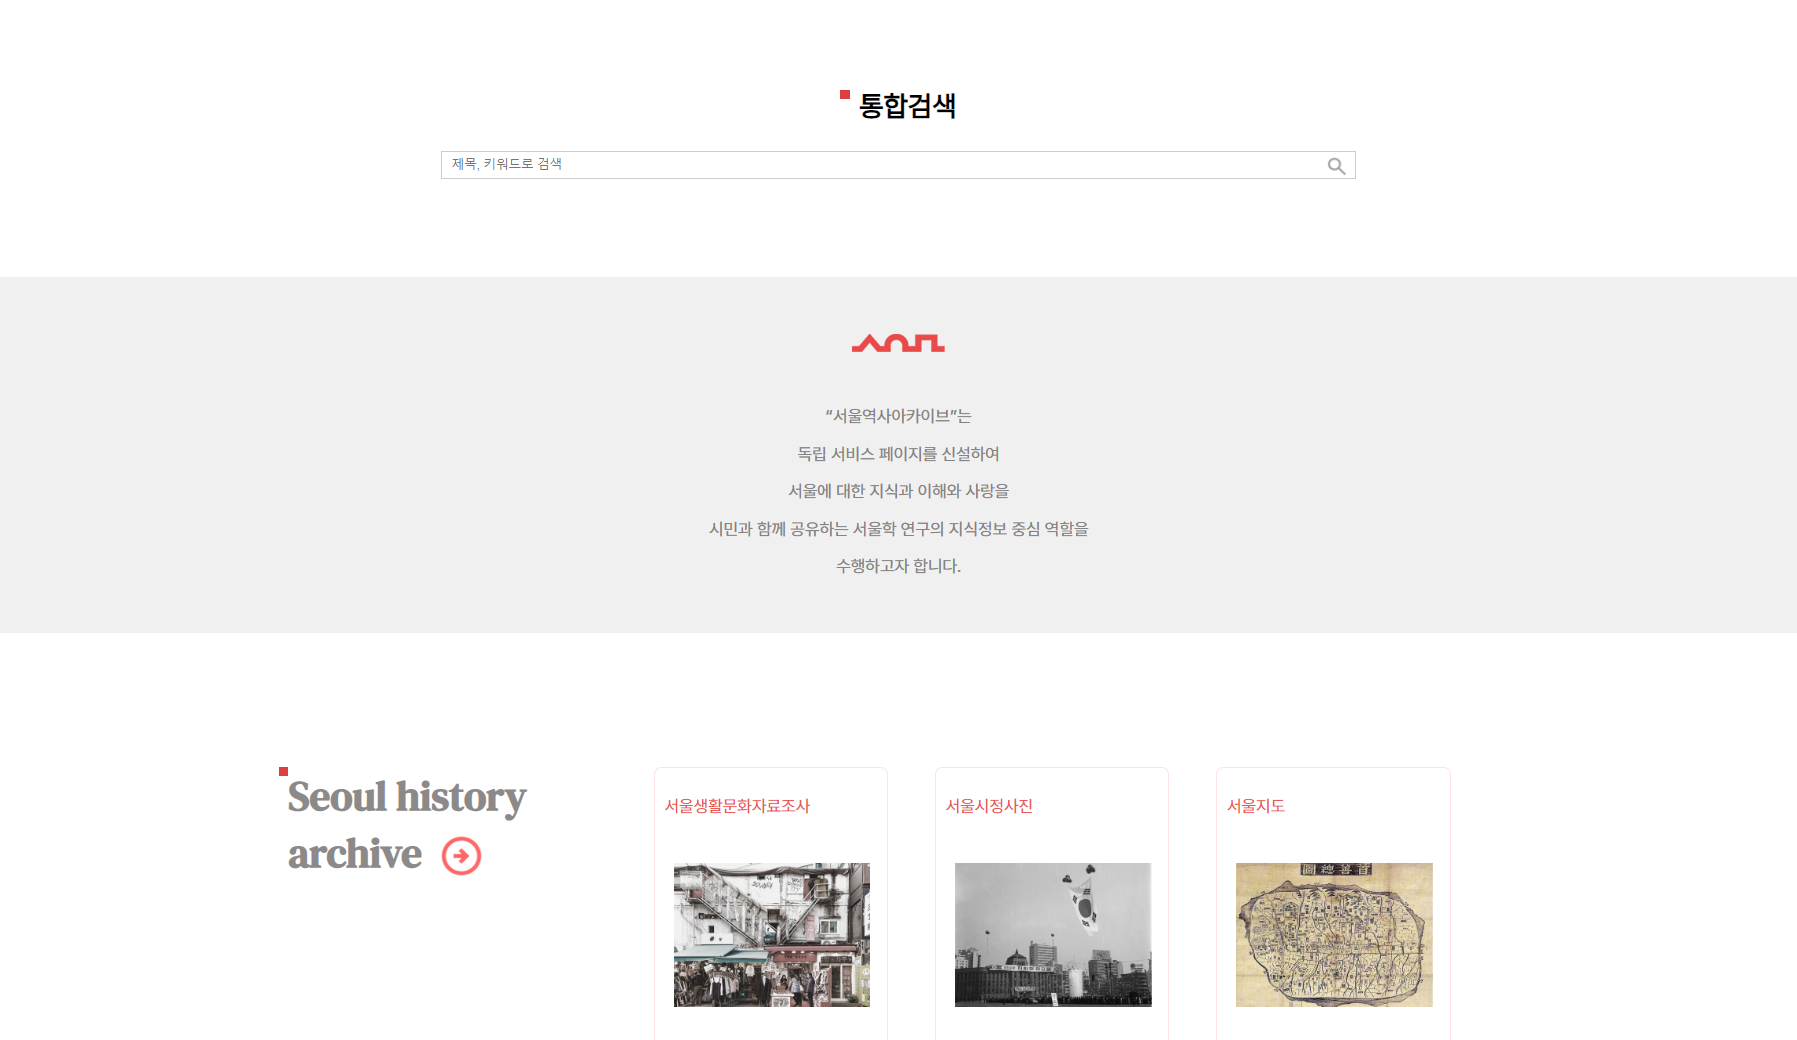 통합검색
제목, 키워드로 검색
“서울역사아카이브”는
독립 서비스 페이지를 신설하여
서울에 대한 지식과 이해와 사랑을
시민과 함께 공유하는 서울학 연구의 지식정보 중심 역할을
수행하고자 합니다.
Seoul history
archive
서울생활문화자료조사
서울시정사진
서울지도